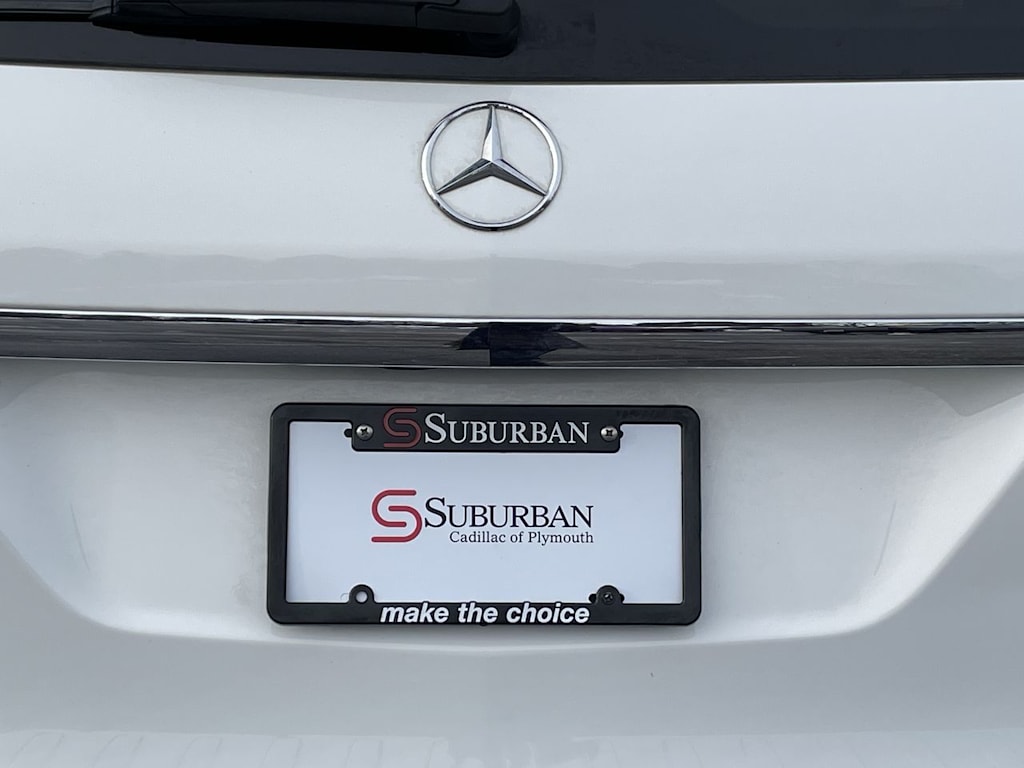 SUBURBAN
SUBURBAN
Cadillac of Plymouth
make the choice